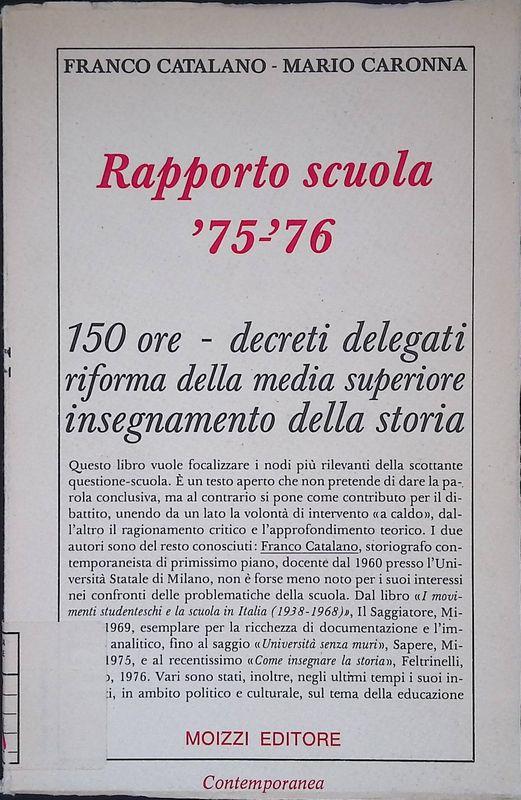 FRANCO CATALANO - MARIO CARONNA
Rapporto scuola
'75-'76
150 ore - decreti delegati
riforma della media superiore
insegnamento della storia
Questo libro vuole focalizzare i nodi più rilevanti della scottante
questione-scuola. È un testo aperto che non pretende di dare la pa-
rola conclusiva, ma al contrario si pone come contributo per il di-
battito, unendo da un lato la volontà di intervento «a caldo», dal-
l'altro il ragionamento critico e l'approfondimento teorico. I due
autori sono del resto conosciuti: Franco Catalano, storiografo con-
temporaneista di primissimo piano, docente dal 1960 presso l'Uni-
versità Statale di Milano, non è forse meno noto per i suoi interessi
nei confronti delle problematiche della scuola. Dal libro «I movi-
menti studenteschi e la scuola in Italia (1938-1968)», Il Saggiatore, Mi-
1969, esemplare per la ricchezza di documentazione e l'im-
analitico, fino al saggio «Università senza muri», Sapere, Mi-
1975, e al recentissimo «Come insegnare la storia», Feltrinelli,
, 1976. Vari sono stati, inoltre, negli ultimi tempi i suoi in-
ti, in ambito politico e culturale, sul tema della educazione
MOIZZI EDITORE
Contemporanea